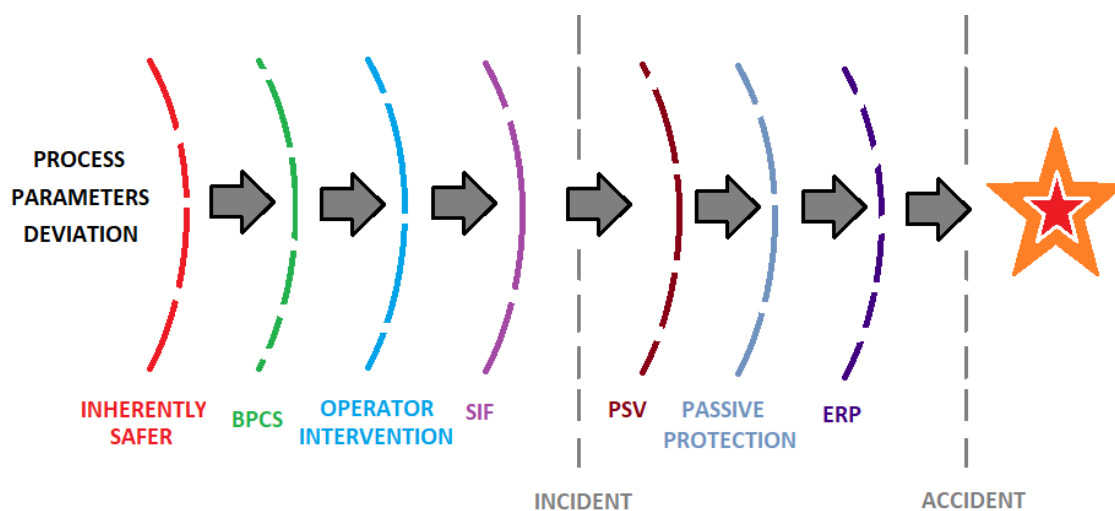 PROCESS
PARAMETERS
DEVIATION
INHERENTLY
SAFER
BPCS
OPERATOR
INTERVENTION
SIF
PSV
PASSIVE
PROTECTION
ERP
INCIDENT
ACCIDENT